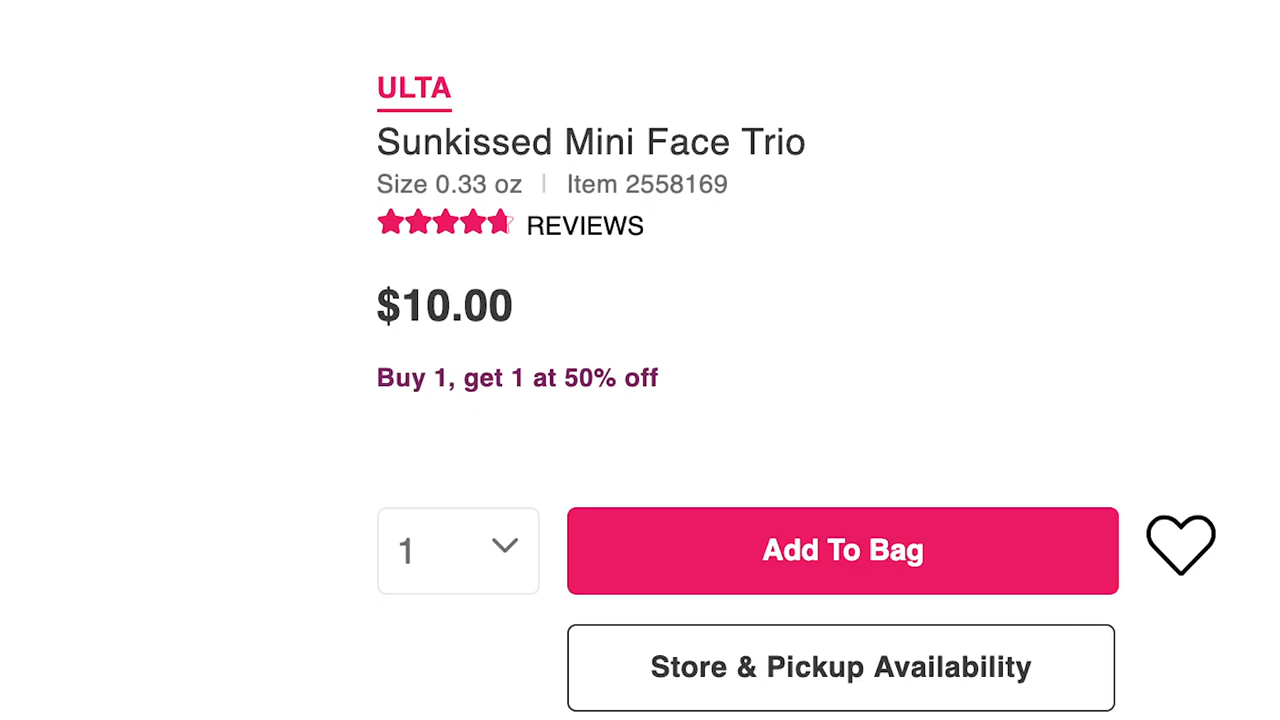 ULTA
Sunkissed Mini Face Trio
Size 0.33 oz | Item 2558169
REVIEWS
$10.00
Buy 1, get 1 at 50% off
1
Add To Bag
Store & Pickup Availability